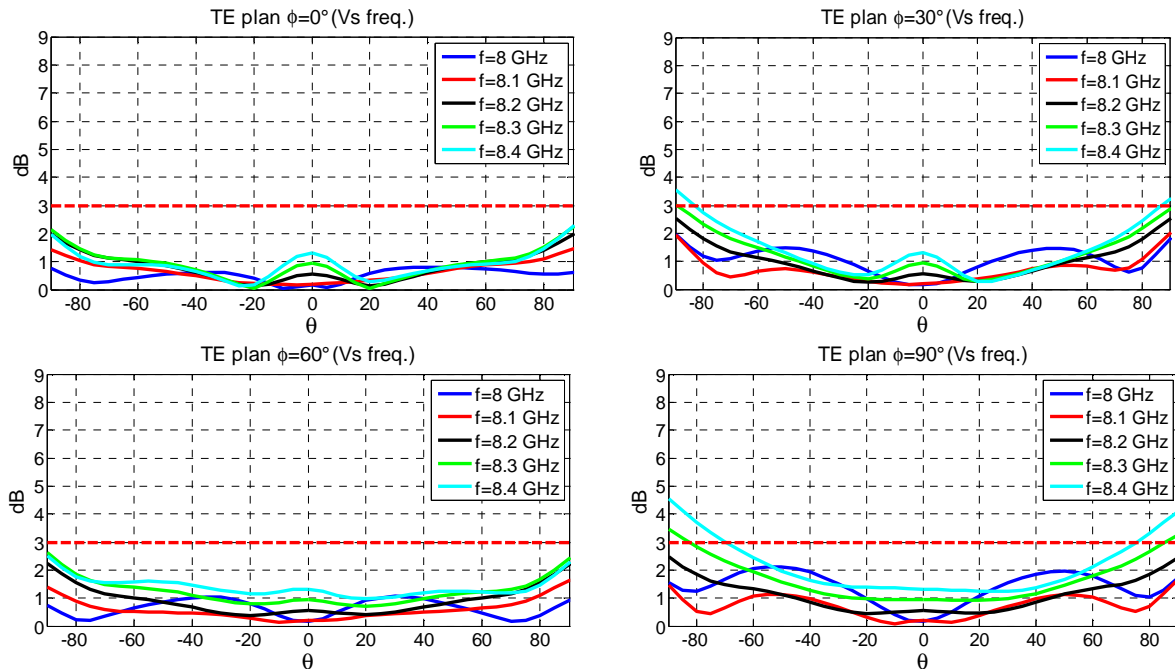 TE plan ϕ=0° (Vs freq.)
9
8
7
6
5
4
3
2
1
0
dB
-80 -60 -40 -20 0 20 40 60 80
θ
f=8 GHz
f=8.1 GHz
f=8.2 GHz
f=8.3 GHz
f=8.4 GHz
TE plan ϕ=30° (Vs freq.)
9
8
7
6
5
4
3
2
1
0
dB
-80 -60 -40 -20 0 20 40 60 80
θ
f=8 GHz
f=8.1 GHz
f=8.2 GHz
f=8.3 GHz
f=8.4 GHz
TE plan ϕ=60° (Vs freq.)
9
8
7
6
5
4
3
2
1
0
dB
-80 -60 -40 -20 0 20 40 60 80
θ
f=8 GHz
f=8.1 GHz
f=8.2 GHz
f=8.3 GHz
f=8.4 GHz
TE plan ϕ=90° (Vs freq.)
9
8
7
6
5
4
3
2
1
0
dB
-80 -60 -40 -20 0 20 40 60 80
θ
f=8 GHz
f=8.1 GHz
f=8.2 GHz
f=8.3 GHz
f=8.4 GHz